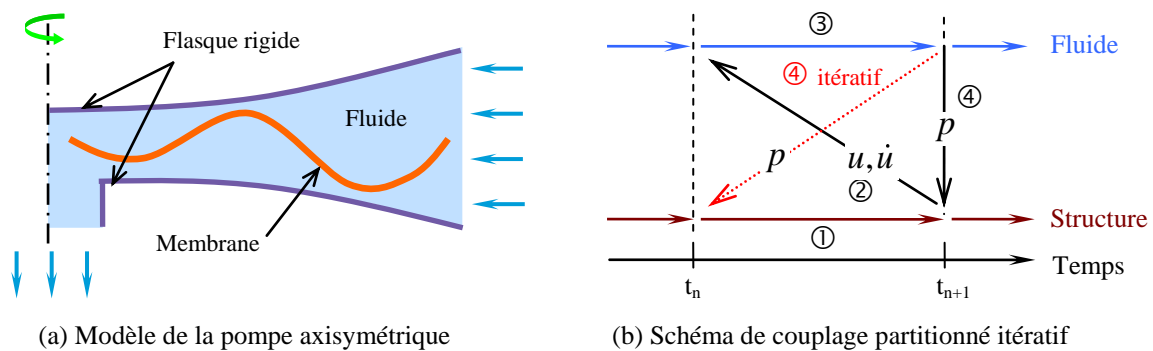 Flasque rigide
Fluide
Membrane
(a) Modèle de la pompe axisymétrique
③
Fluide
④ itératif
④
p
p
u, u̇
②
Structure
①
Temps
tn
tn+1
(b) Schéma de couplage partitionné itératif